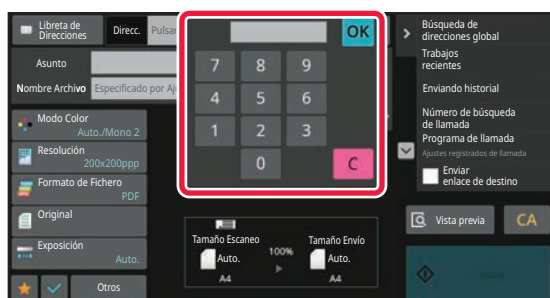 Libreta de
Direcciones
Direcc.
Pulsar
OK
Asunto
Nombre Archivo
Especificado por Aj
7 8 9
4 5 6
1 2 3
0 C
Modo Color
Auto./Mono 2
Resolución
200x200ppp
Formato de Fichero
PDF
Original
Exposición
Auto.
Otros
Tamaño Escaneo
Auto.
A4
100%
Tamaño Envío
Auto.
A4
Búsqueda de
direcciones global
Trabajos
recientes
Enviando historial
Número de búsqueda
de llamada
Programa de llamada
Ajustes registrados de llamada
Enviar
enlace de destino
Vista previa
CA
Iniciar